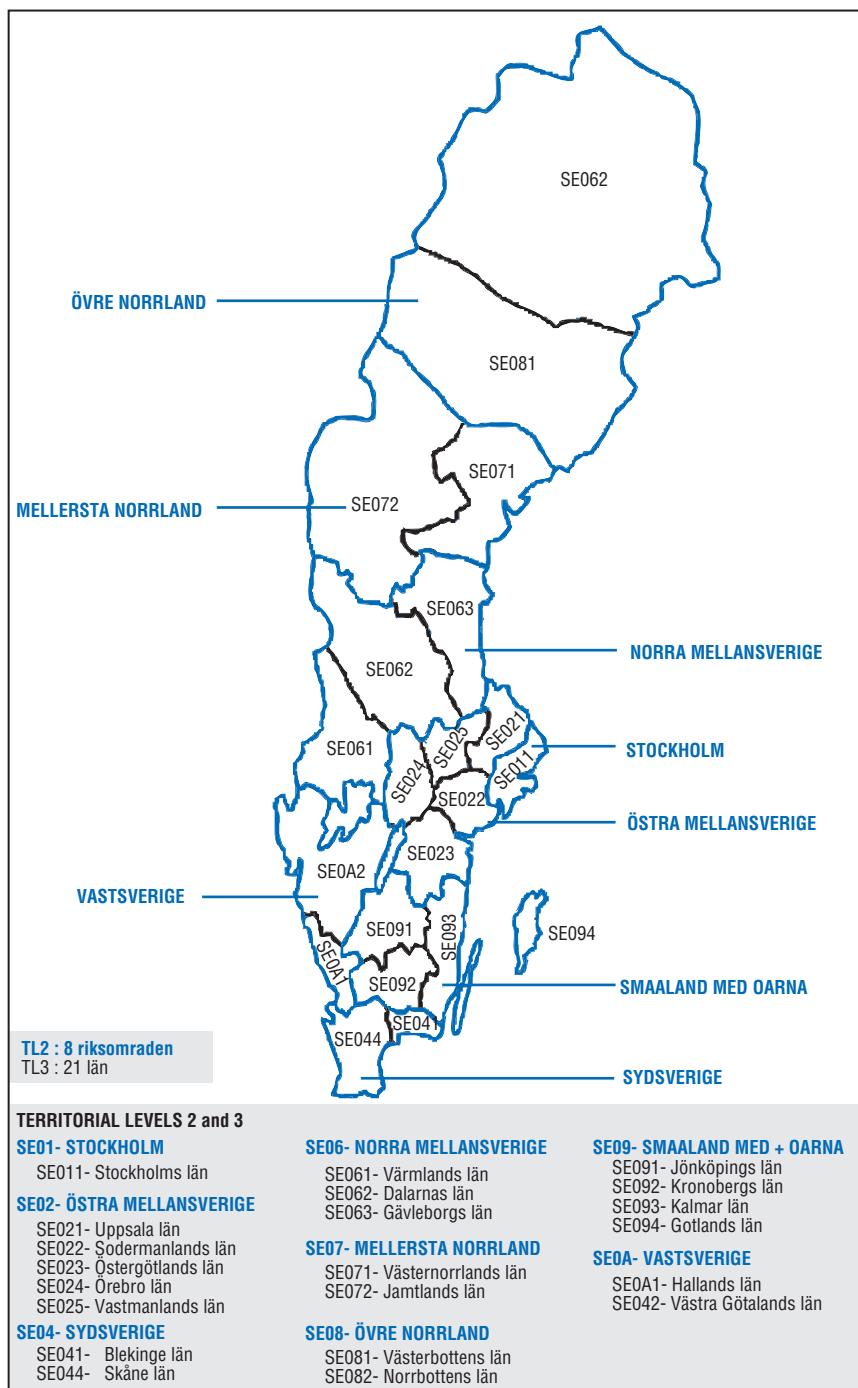 SE062
ÖVRE NORRLAND
SE081
SE071
MELLERSTA NORRLAND
SE072
SE063
NORRA MELLANSVERIGE
SE062
SE021
SE025
STOCKHOLM
SE061
SE011
SE024
SE022
ÖSTRA MELLANSVERIGE
SE023
SE0A2
VASTSVERIGE
SE091
SE093
SE094
SE0A1
SE092
SMAALAND MED OARNA
SE041
SE044
TL2 : 8 riksomraden
TL3 : 21 län
SYDSVERIGE
TERRITORIAL LEVELS 2 and 3
SE01- STOCKHOLM
SE011- Stockholms län
SE02- ÖSTRA MELLANSVERIGE
SE021- Uppsala län
SE022- Sodermanlands län
SE023- Östergötlands län
SE024- Örebro län
SE025- Vastmanlands län
SE04- SYDSVERIGE
SE041- Blekinge län
SE044- Skåne län
SE06- NORRA MELLANSVERIGE
SE061- Värmlands län
SE062- Dalarnas län
SE063- Gävleborgs län
SE07- MELLERSTA NORRLAND
SE071- Västernorrlands län
SE072- Jamtlands län
SE08- ÖVRE NORRLAND
SE081- Västerbottens län
SE082- Norrbottens län
SE09- SMAALAND MED + OARNA
SE091- Jönköpings län
SE092- Kronobergs län
SE093- Kalmar län
SE094- Gotlands län
SE0A- VASTSVERIGE
SE0A1- Hallands län
SE042- Västra Götalands län